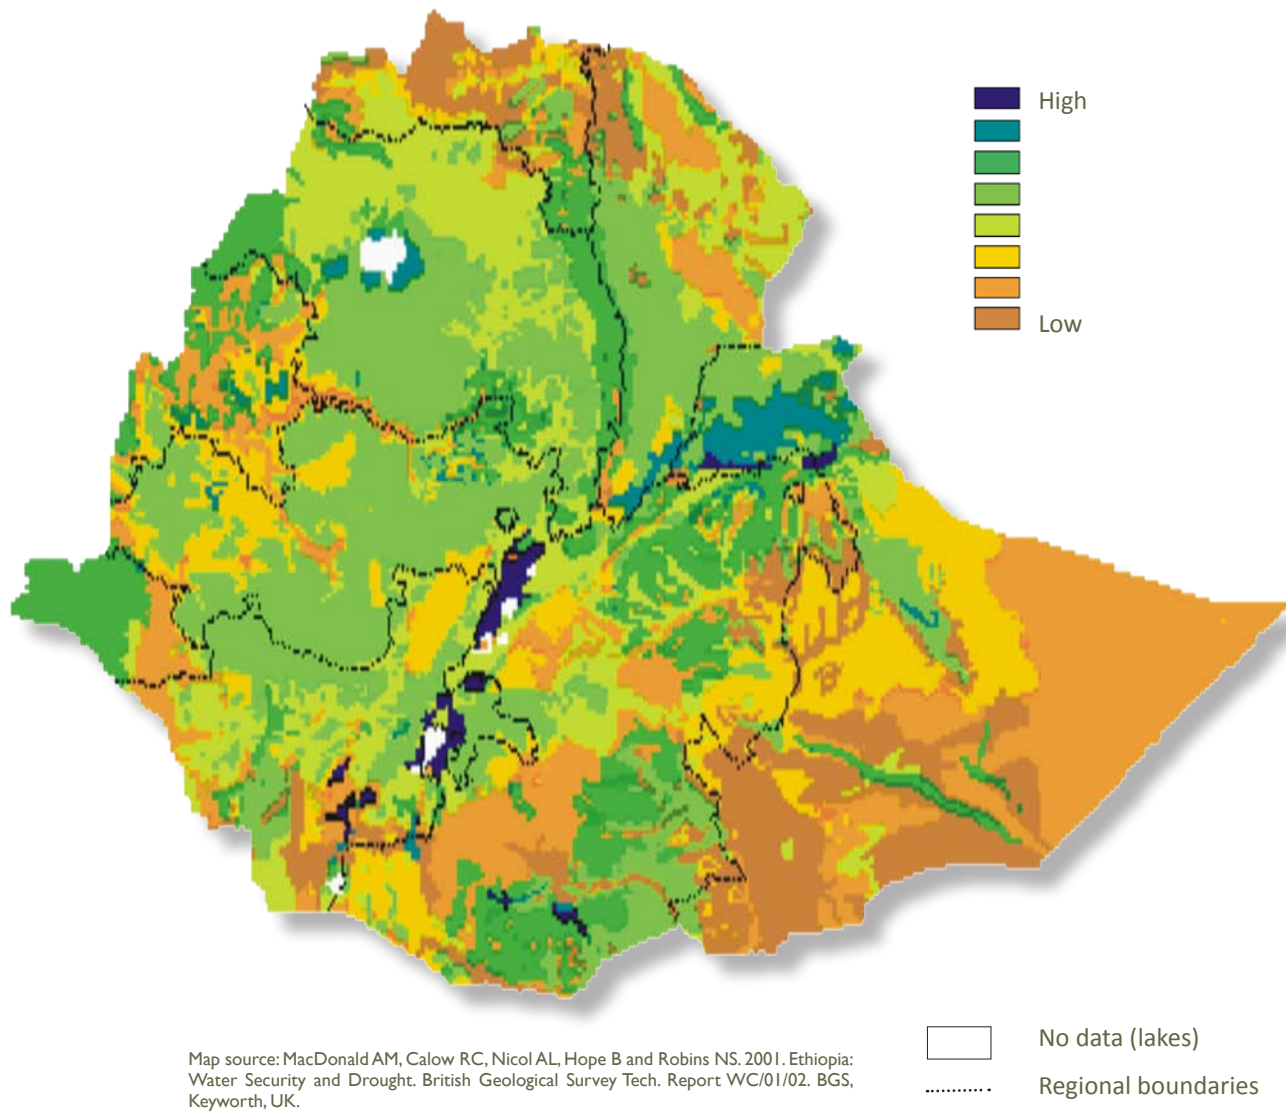 High
Low
No data (lakes)
Regional boundaries
Map source: MacDonald AM, Calow RC, Nicol AL, Hope B and Robins NS. 2001. Ethiopia:
Water Security and Drought. British Geological Survey Tech. Report WC/01/02. BGS,
Keyworth, UK.